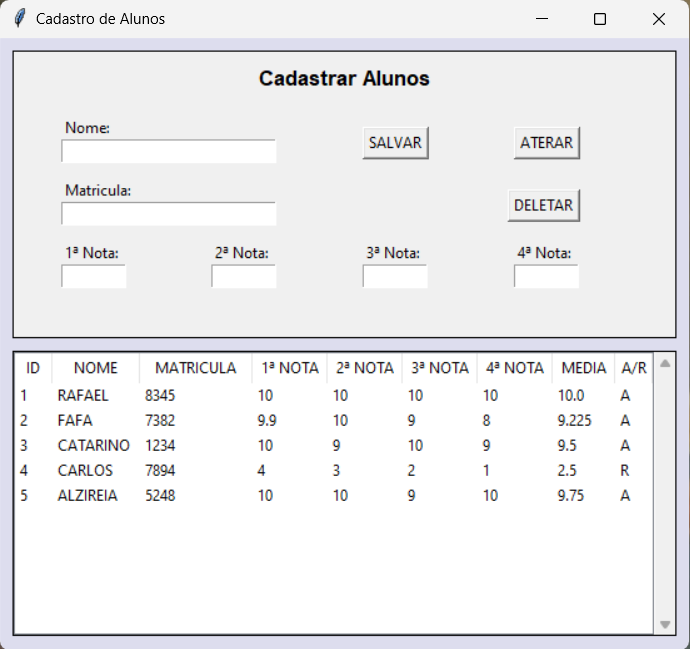 Cadastro de Alunos
Cadastrar Alunos
Nome:
SALVAR
ATERAR
Matricula:
DELETAR
1ª Nota: 2ª Nota: 3ª Nota: 4ª Nota:
ID NOME MATRICULA 1ª NOTA 2ª NOTA 3ª NOTA 4ª NOTA MEDIA A/R
1 RAFAEL 8345 10 10 10 10 10.0 A
2 FAFA 7382 9.9 10 9 8 9.225 A
3 CATARINO 1234 10 9 10 9 9.5 A
4 CARLOS 7894 4 3 2 1 2.5 R
5 ALZIREIA 5248 10 10 9 10 9.75 A